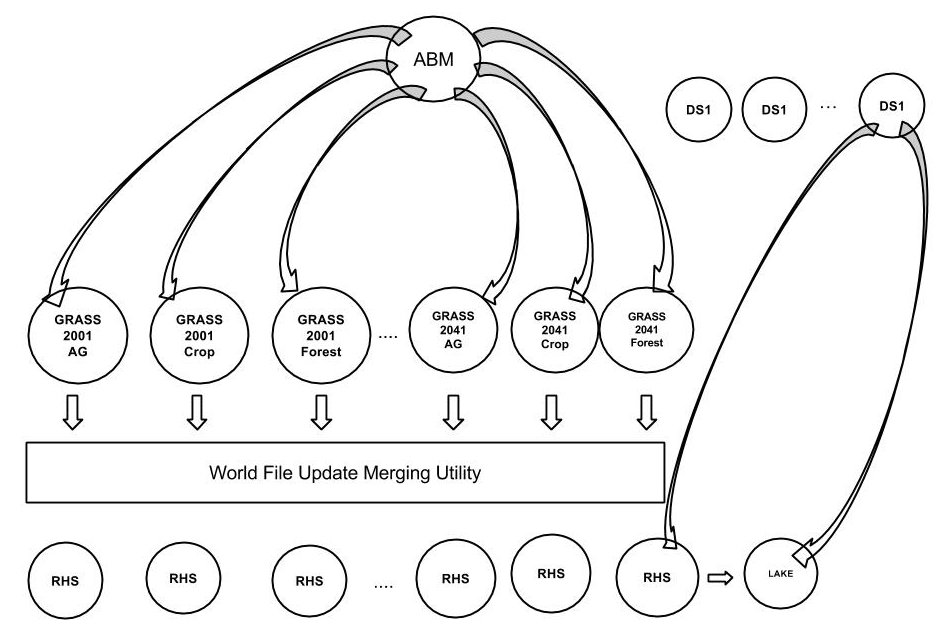 ABM
DS1
DS1
...
DS1
GRASS
2001
AG
GRASS
2001
Crop
GRASS
2001
Forest
....
GRASS
2041
AG
GRASS
2041
Crop
GRASS
2041
Forest
World File Update Merging Utility
RHS
RHS
RHS
....
RHS
RHS
RHS
LAKE